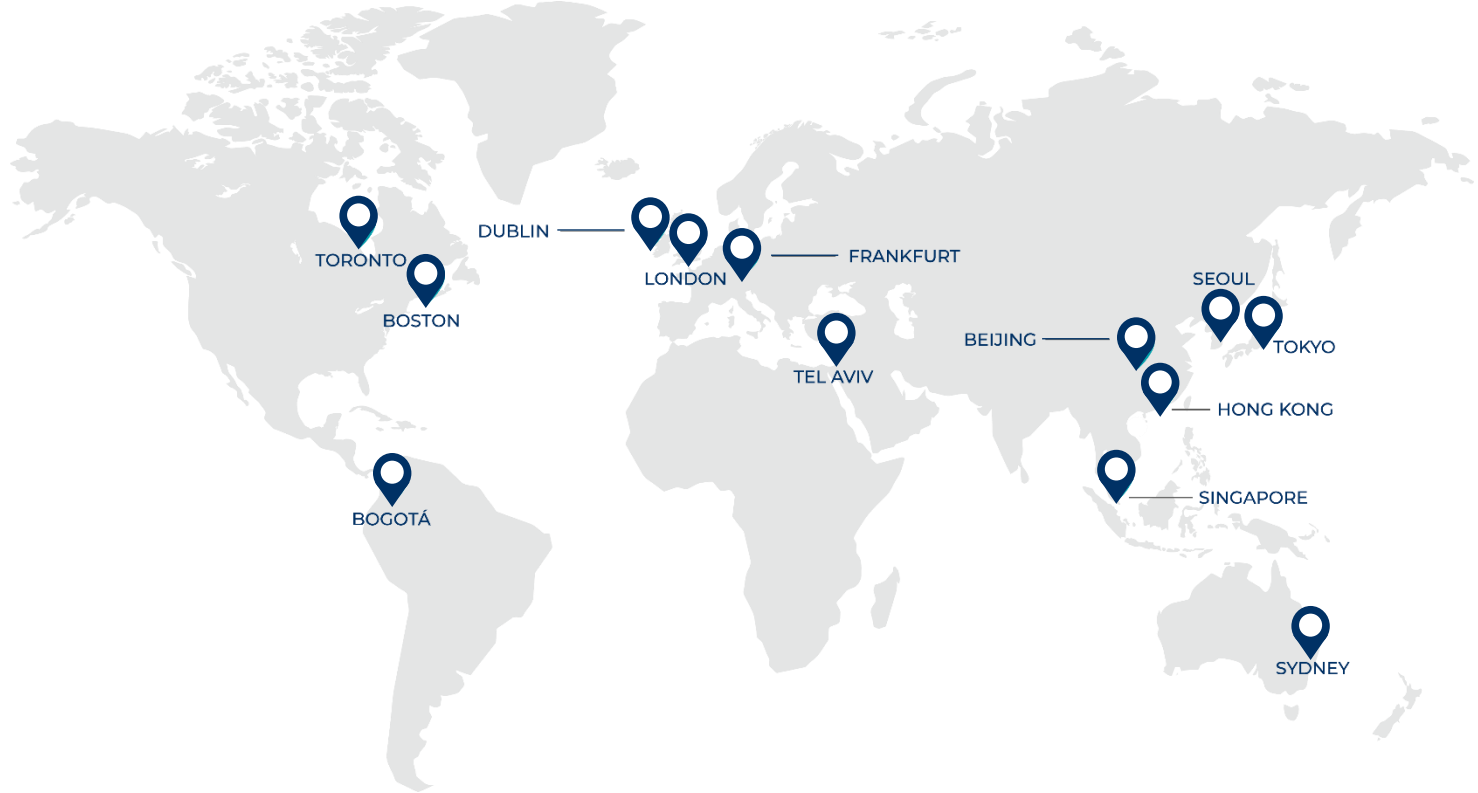 DUBLIN
FRANKFURT
TORONTO
LONDON
SEOUL
BOSTON
BEIJING
TOKYO
TEL AVIV
HONG KONG
SINGAPORE
BOGOTÁ
SYDNEY